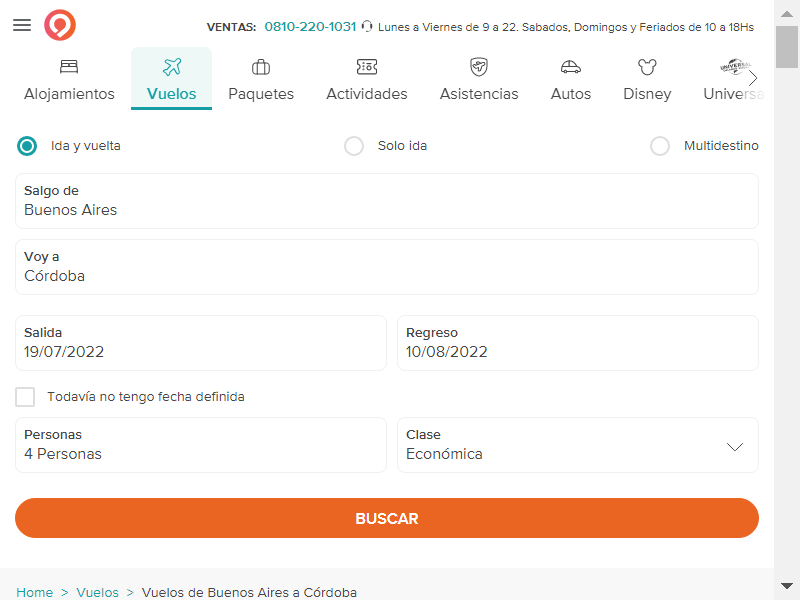 VENTAS: 0810-220-1031 Lunes a Viernes de 9 a 22. Sabados, Domingos y Feriados de 10 a 18Hs
Alojamientos Vuelos Paquetes Actividades Asistencias Autos Disney Universa
Ida y vuelta Solo ida Multidestino
Salgo de
Buenos Aires
Voy a
Córdoba
Salida Regreso
19/07/2022 10/08/2022
Todavía no tengo fecha definida
Personas Clase
4 Personas Económica
BUSCAR
Home > Vuelos > Vuelos de Buenos Aires a Córdoba